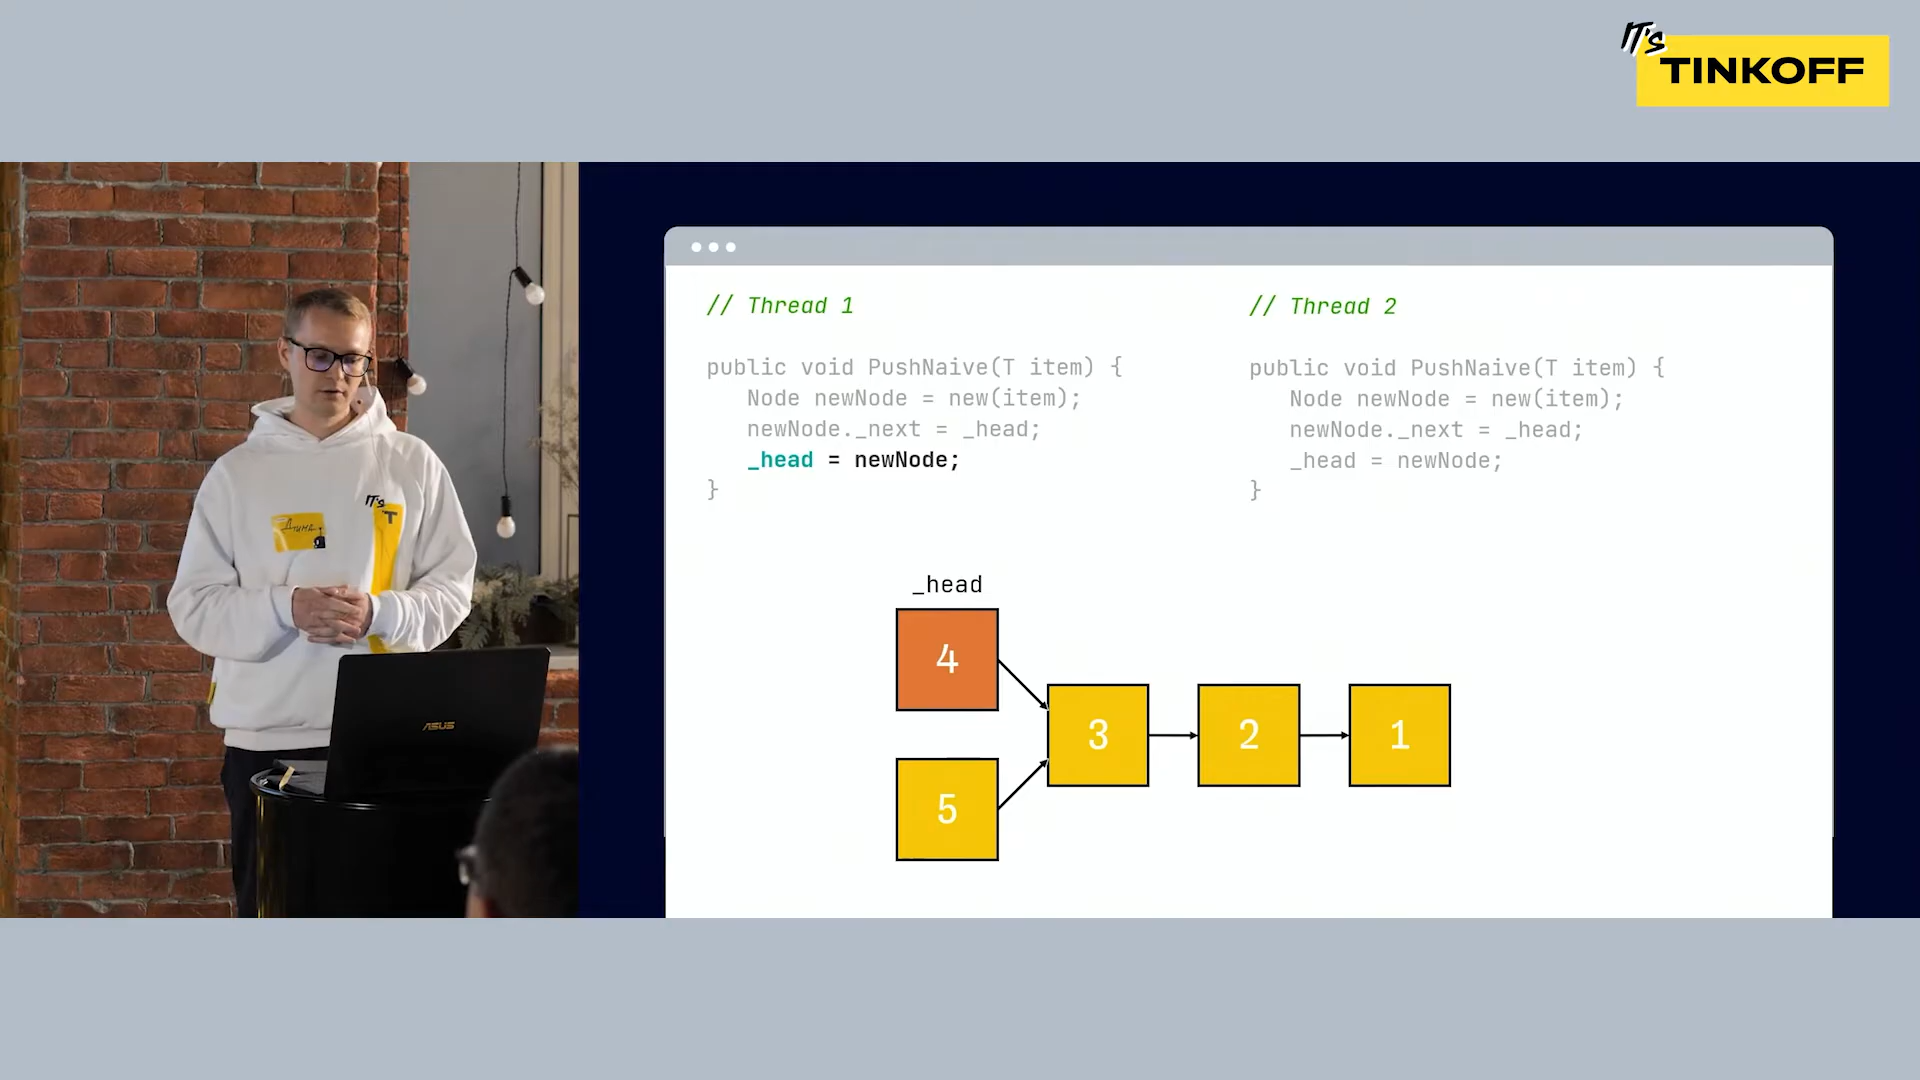 IT's
TINKOFF
// Thread 1
public void PushNaive(T item) {
Node newNode = new(item);
newNode._next = _head;
_head = newNode;
}
// Thread 2
public void PushNaive(T item) {
Node newNode = new(item);
newNode._next = _head;
_head = newNode;
}
_head
4
3
2
1
5
IT's
T
Дима
ASUS